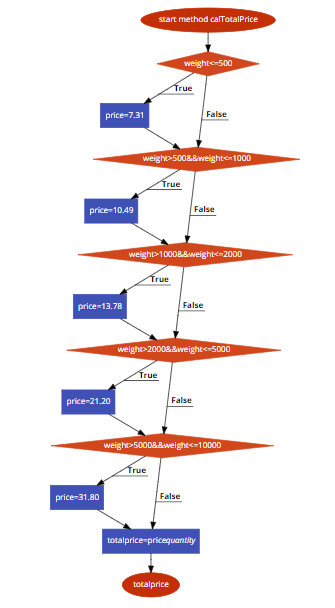 start method calTotalPrice
weight<=500
True
price=7.31
False
weight>500&&weight<=1000
True
price=10.49
False
weight>1000&&weight<=2000
True
price=13.78
False
weight>2000&&weight<=5000
True
price=21.20
False
weight>5000&&weight<=10000
True
price=31.80
False
totalprice=pricequantity
totalprice